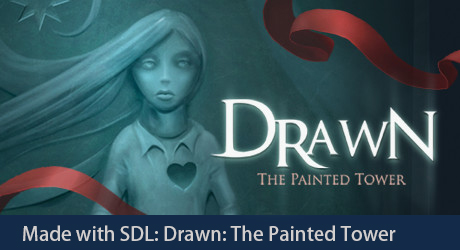 DRAWN
THE PAINTED TOWER
Made with SDL: Drawn: The Painted Tower